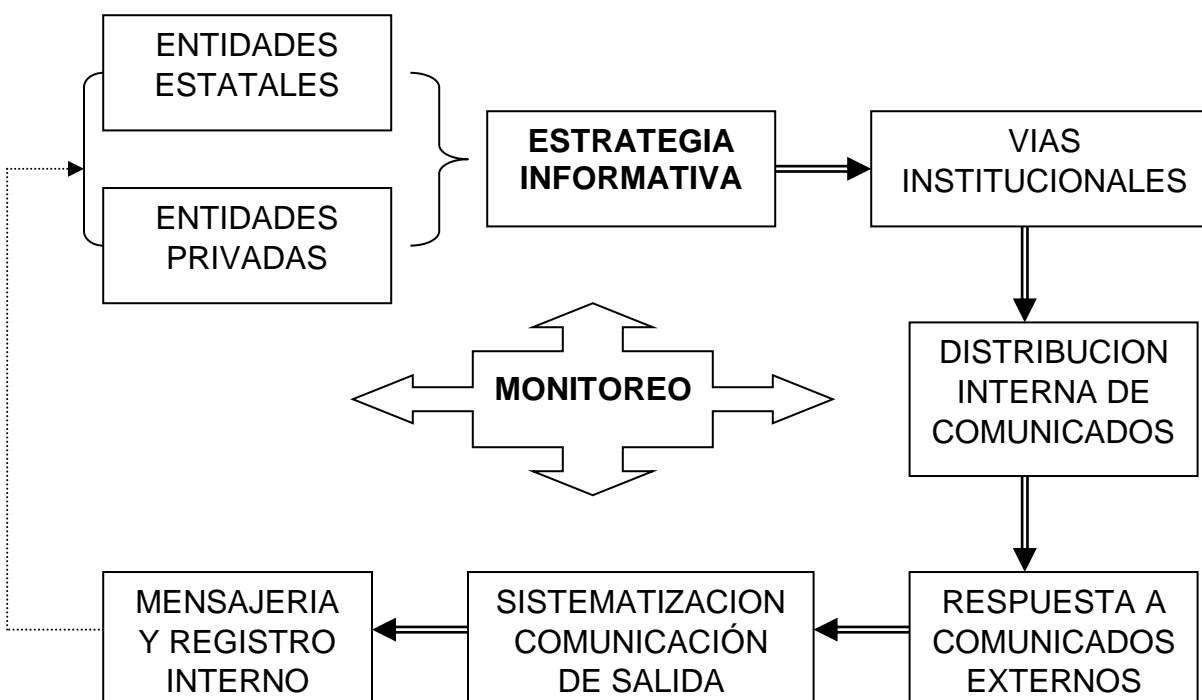 ENTIDADES
ESTATALES
ENTIDADES
PRIVADAS
ESTRATEGIA
INFORMATIVA
VIAS
INSTITUCIONALES
MONITOREO
DISTRIBUCION
INTERNA DE
COMUNICADOS
MENSAJERIA
Y REGISTRO
INTERNO
SISTEMATIZACION
COMUNICACIÓN
DE SALIDA
RESPUESTA A
COMUNICADOS
EXTERNOS